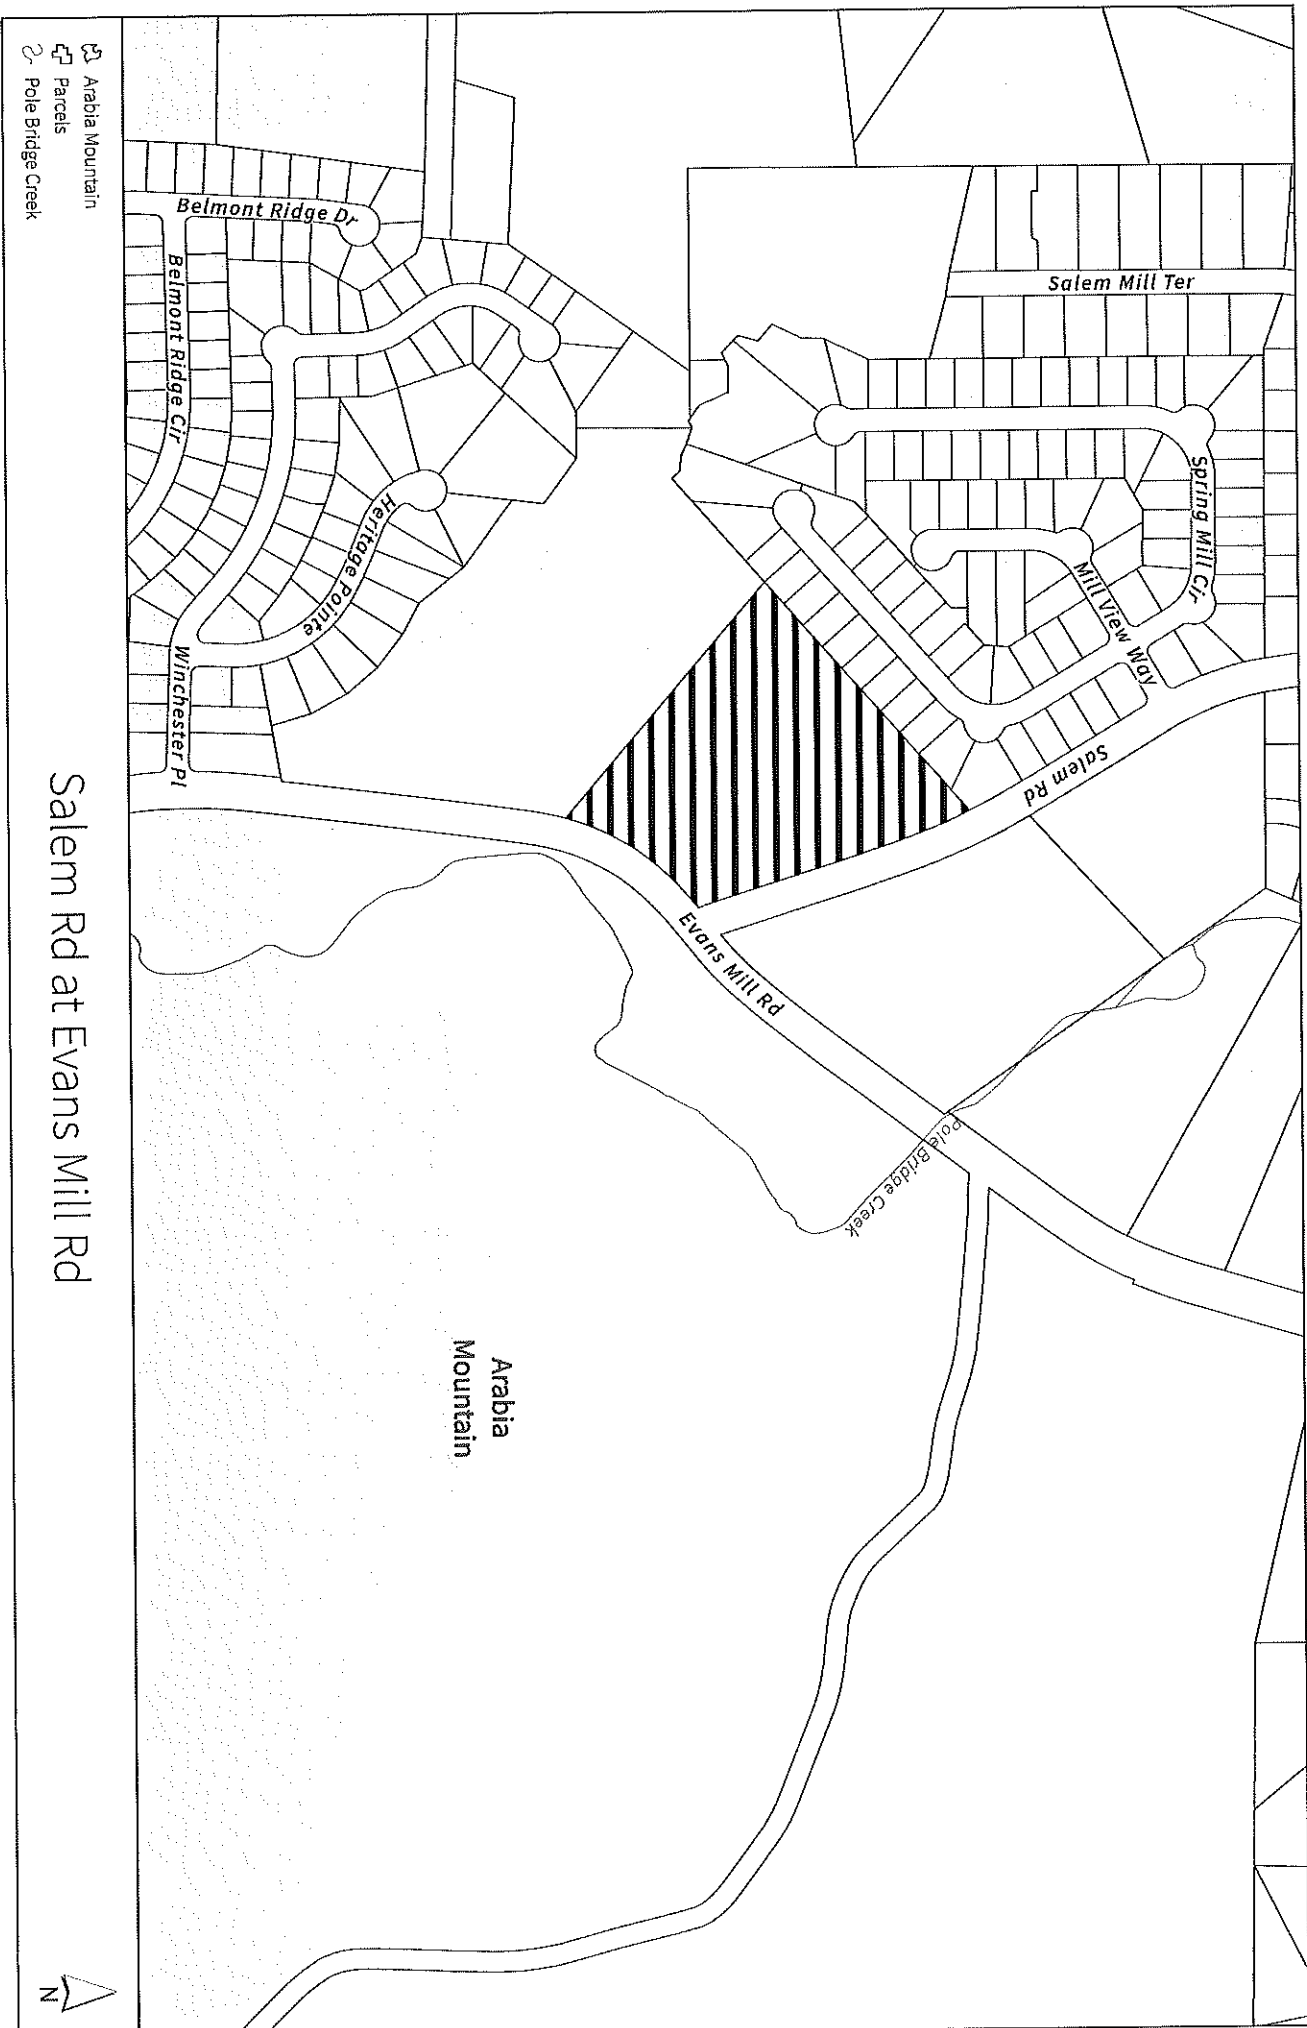 Salem Mill Ter
Spring Mill Cir
Mill View Way
Salem Rd
Belmont Ridge Dr
Belmont Ridge Cir
Heritage Pointe
Winchester Pl
Evans Mill Rd
Pole Bridge Creek
Arabia
Mountain
Arabia Mountain
Parcels
Pole Bridge Creek
Salem Rd at Evans Mill Rd
N